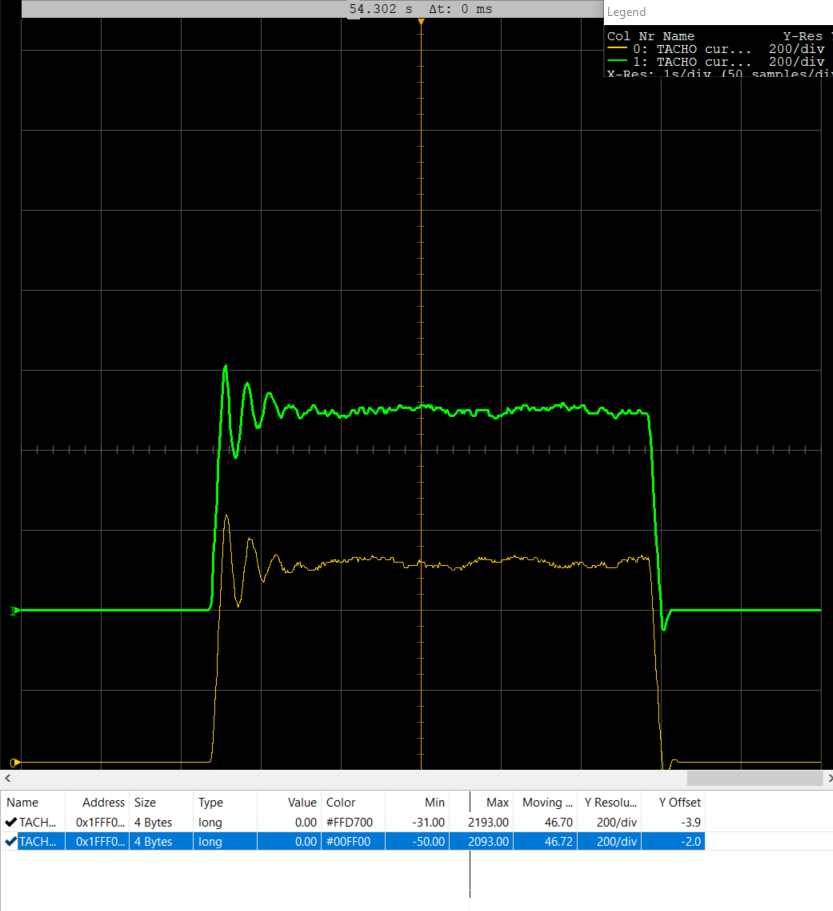 54.302 s  Δt: 0 ms
Legend
Col Nr Name Y-Res
0: TACHO cur... 200/div
1: TACHO cur... 200/div
X-Res: 1s/div (50 samples/di
1
0
Name Address Size Type Value Color Min Max Moving ... Y Resolu... Y Offset
TACH... 0x1FFF0... 4 Bytes long 0.00 #FFD700 -31.00 2193.00 46.70 200/div -3.9
TACH... 0x1FFF0... 4 Bytes long 0.00 #00FF00 -50.00 2093.00 46.72 200/div -2.0